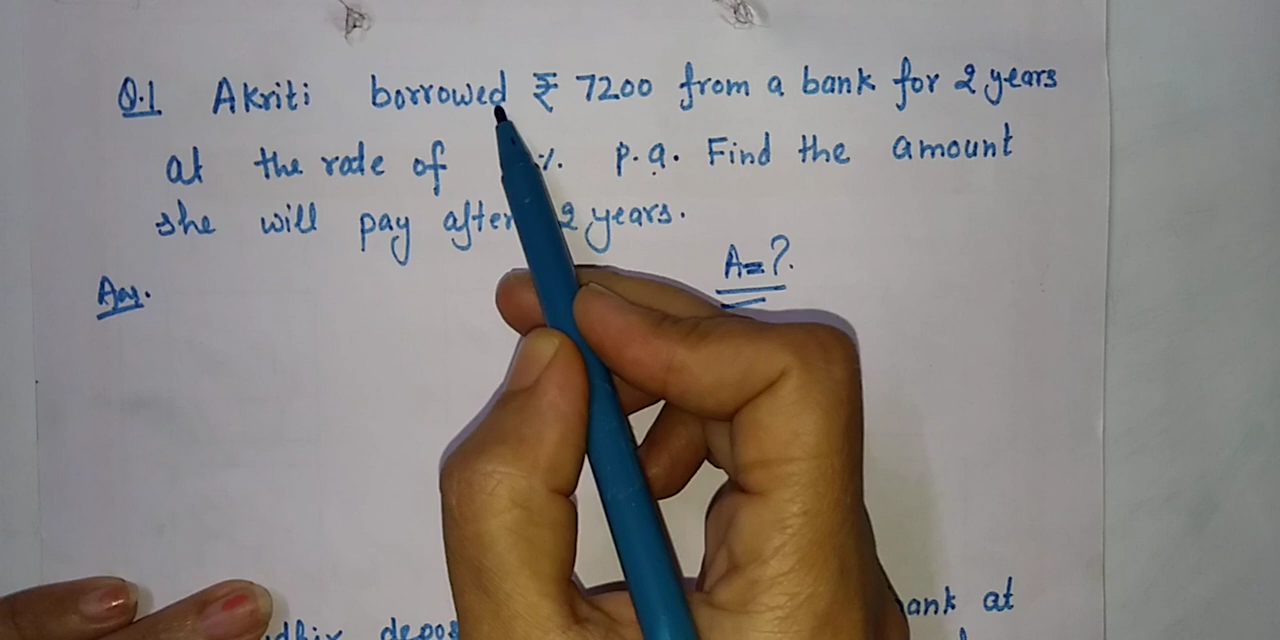 Q.1 Akriti borrowed ₹ 7200 from a bank for 2 years
at the rate of %. p.a. Find the amount
she will pay after 2 years.
A=?.
Ans.
bank at